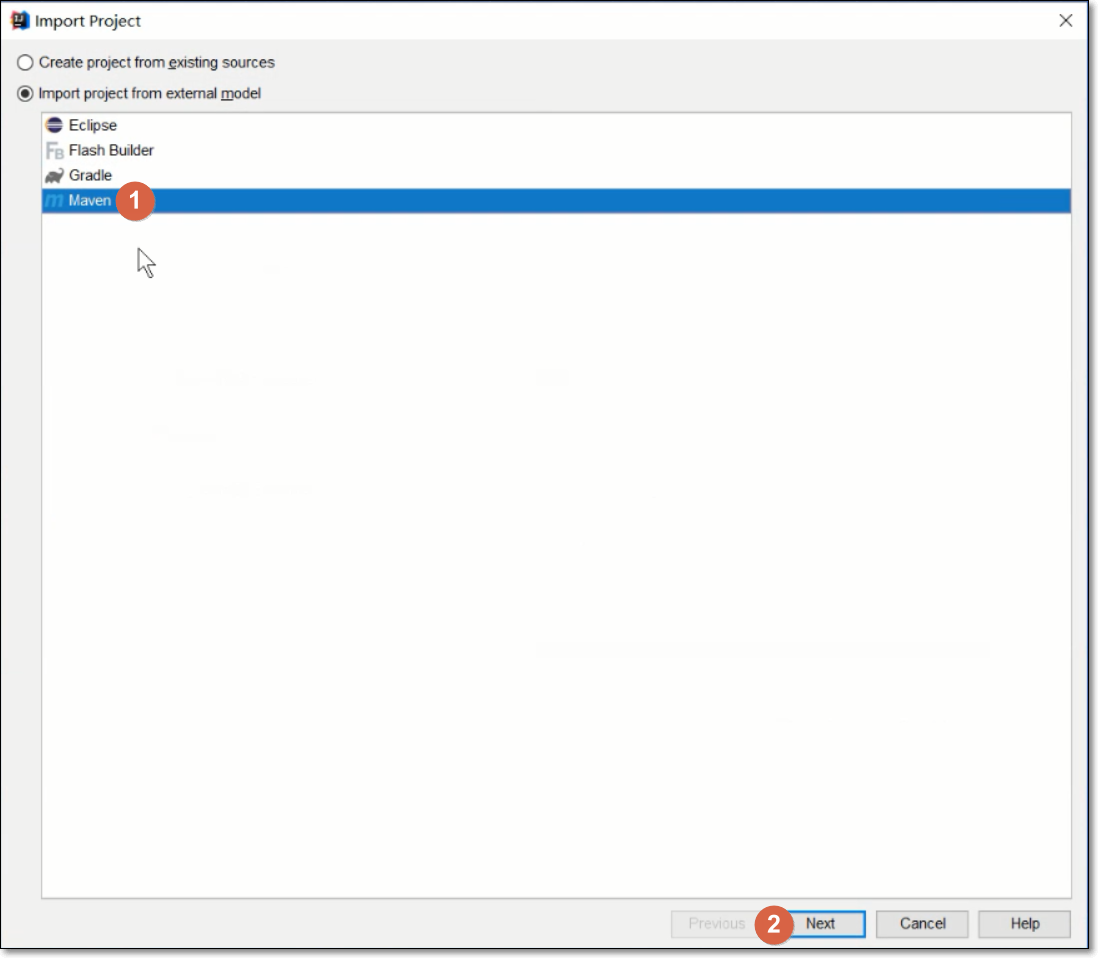 Import Project
Create project from existing sources
Import project from external model
Eclipse
FB Flash Builder
Gradle
m Maven 1
Previous 2 Next Cancel Help